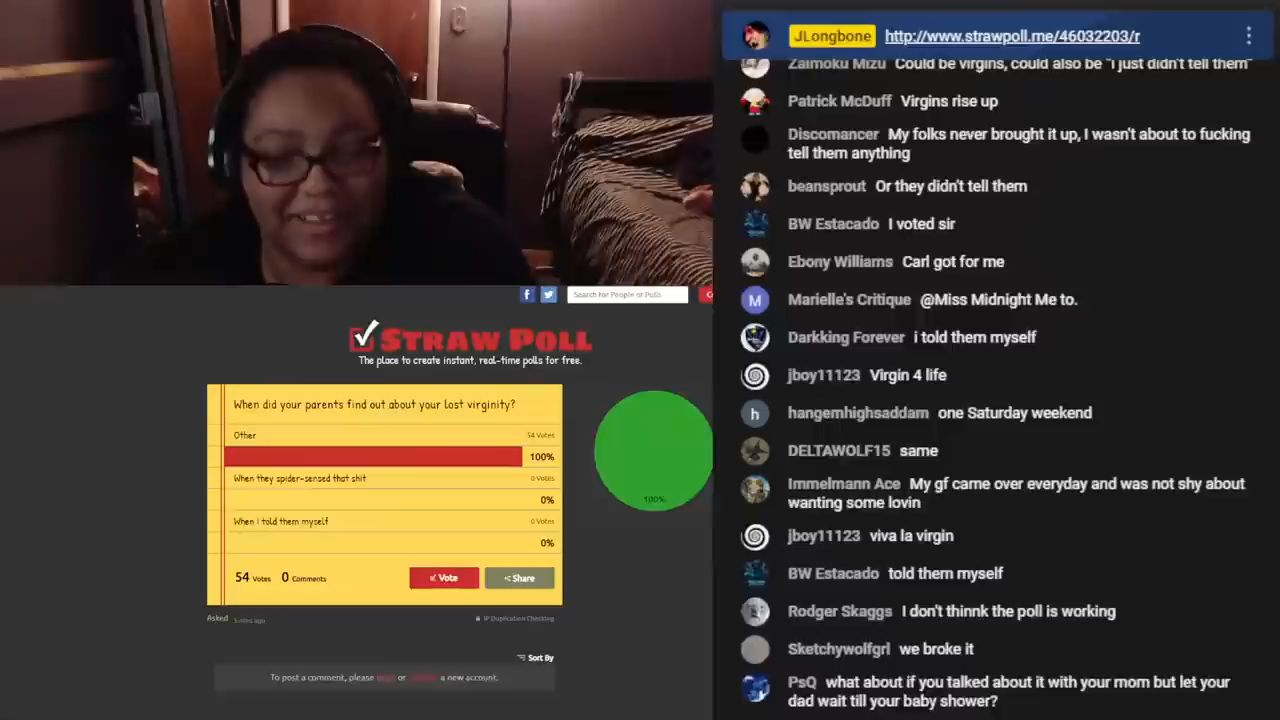 JLongbone http://www.strawpoll.me/46032203/r
Zaimoku Mizu Could be virgins, could also be "I just didn't tell them"
Patrick McDuff Virgins rise up
Discomancer My folks never brought it up, I wasn't about to fucking
tell them anything
beansprout Or they didn't tell them
BW Estacado I voted sir
Ebony Williams Carl got for me
M Marielle's Critique @Miss Midnight Me to.
Darkking Forever i told them myself
jboy11123 Virgin 4 life
h hangemhighsaddam one Saturday weekend
DELTAWOLF15 same
Immelmann Ace My gf came over everyday and was not shy about
wanting some lovin
jboy11123 viva la virgin
BW Estacado told them myself
Rodger Skaggs I don't thinnk the poll is working
Sketchywolfgrl we broke it
PsQ what about if you talked about it with your mom but let your
dad wait till your baby shower?
f Search for People or Polls
STRAW POLL
The place to create instant, real-time polls for free.
When did your parents find out about your lost virginity?
Other 54 Votes
100%
When they spider-sensed that shit 0 Votes
0%
When I told them myself 0 Votes
0%
100%
54 Votes 0 Comments Vote Share
Asked ago IP Duplication Checking
Sort By
To post a comment, please or a new account.